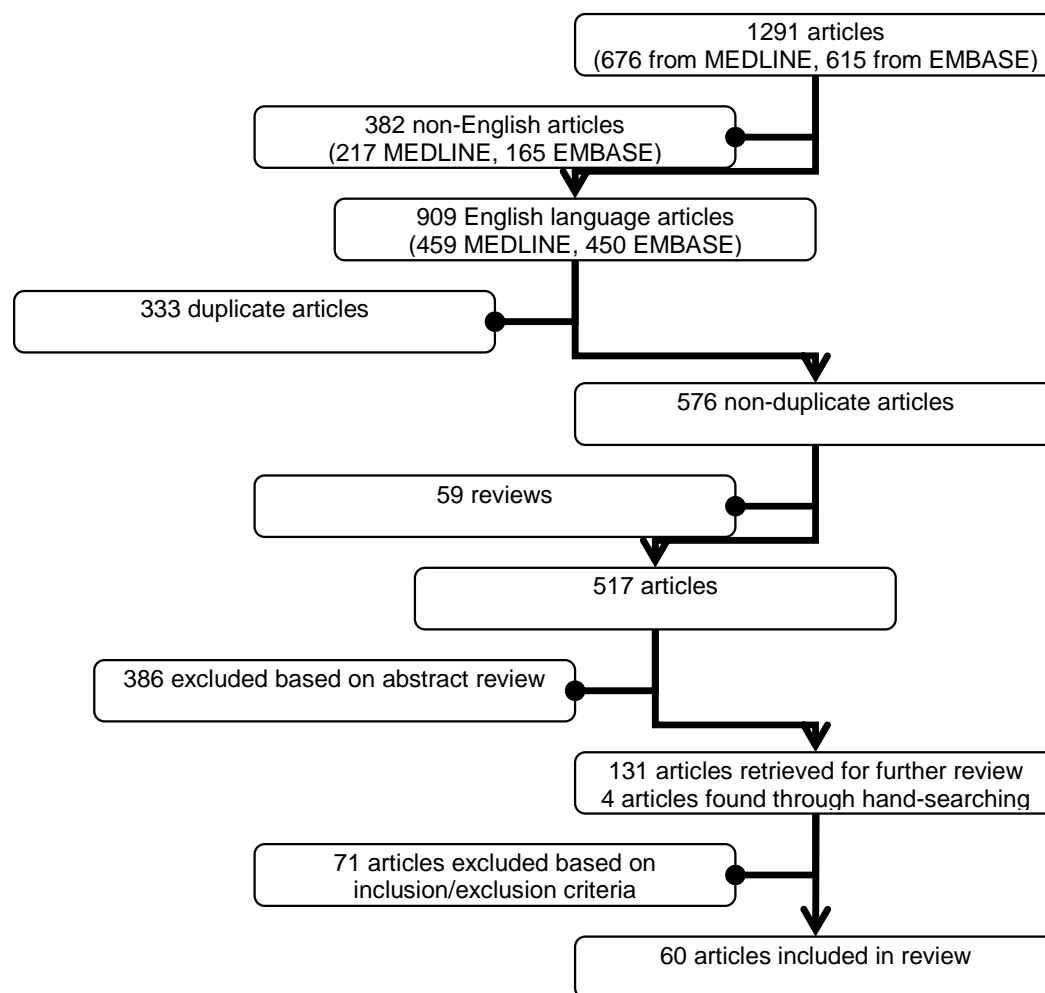 1291 articles
(676 from MEDLINE, 615 from EMBASE)
382 non-English articles
(217 MEDLINE, 165 EMBASE)
909 English language articles
(459 MEDLINE, 450 EMBASE)
333 duplicate articles
576 non-duplicate articles
59 reviews
517 articles
386 excluded based on abstract review
131 articles retrieved for further review
4 articles found through hand-searching
71 articles excluded based on
inclusion/exclusion criteria
60 articles included in review